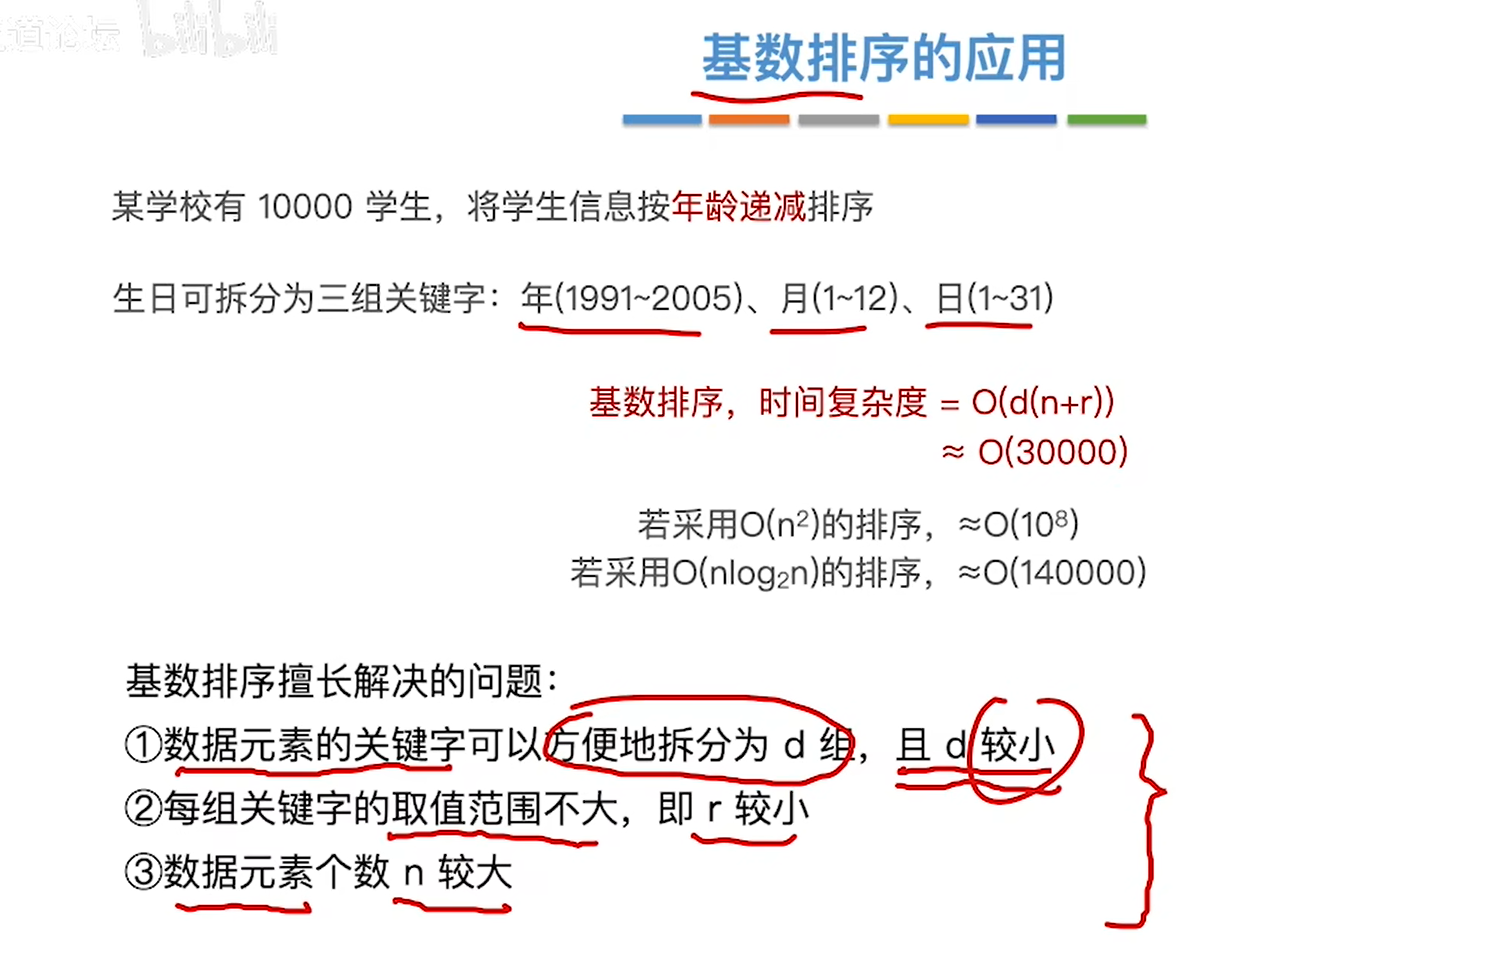 道论坛 bilibili
基数排序的应用
某学校有 10000 学生，将学生信息按年龄递减排序
生日可拆分为三组关键字：年(1991~2005)、月(1~12)、日(1~31)
基数排序，时间复杂度 = O(d(n+r))
≈ O(30000)
若采用O(n²)的排序，≈O(10⁸)
若采用O(nlog₂n)的排序，≈O(140000)
基数排序擅长解决的问题：
①数据元素的关键字可以方便地拆分为 d 组，且 d 较小
②每组关键字的取值范围不大，即 r 较小
③数据元素个数 n 较大